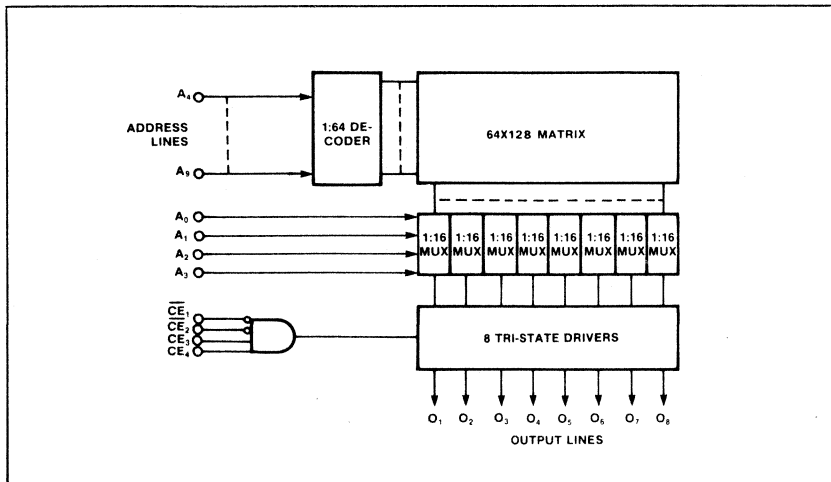 A₄
ADDRESS
LINES
A₉
1:64 DE-
CODER
64X128 MATRIX
A₀
A₁
A₂
A₃
1:16 MUX
1:16 MUX
1:16 MUX
1:16 MUX
1:16 MUX
1:16 MUX
1:16 MUX
1:16 MUX
C̅E̅₁
C̅E̅₂
CE₃
CE₄
8 TRI-STATE DRIVERS
O₁ O₂ O₃ O₄ O₅ O₆ O₇ O₈
OUTPUT LINES